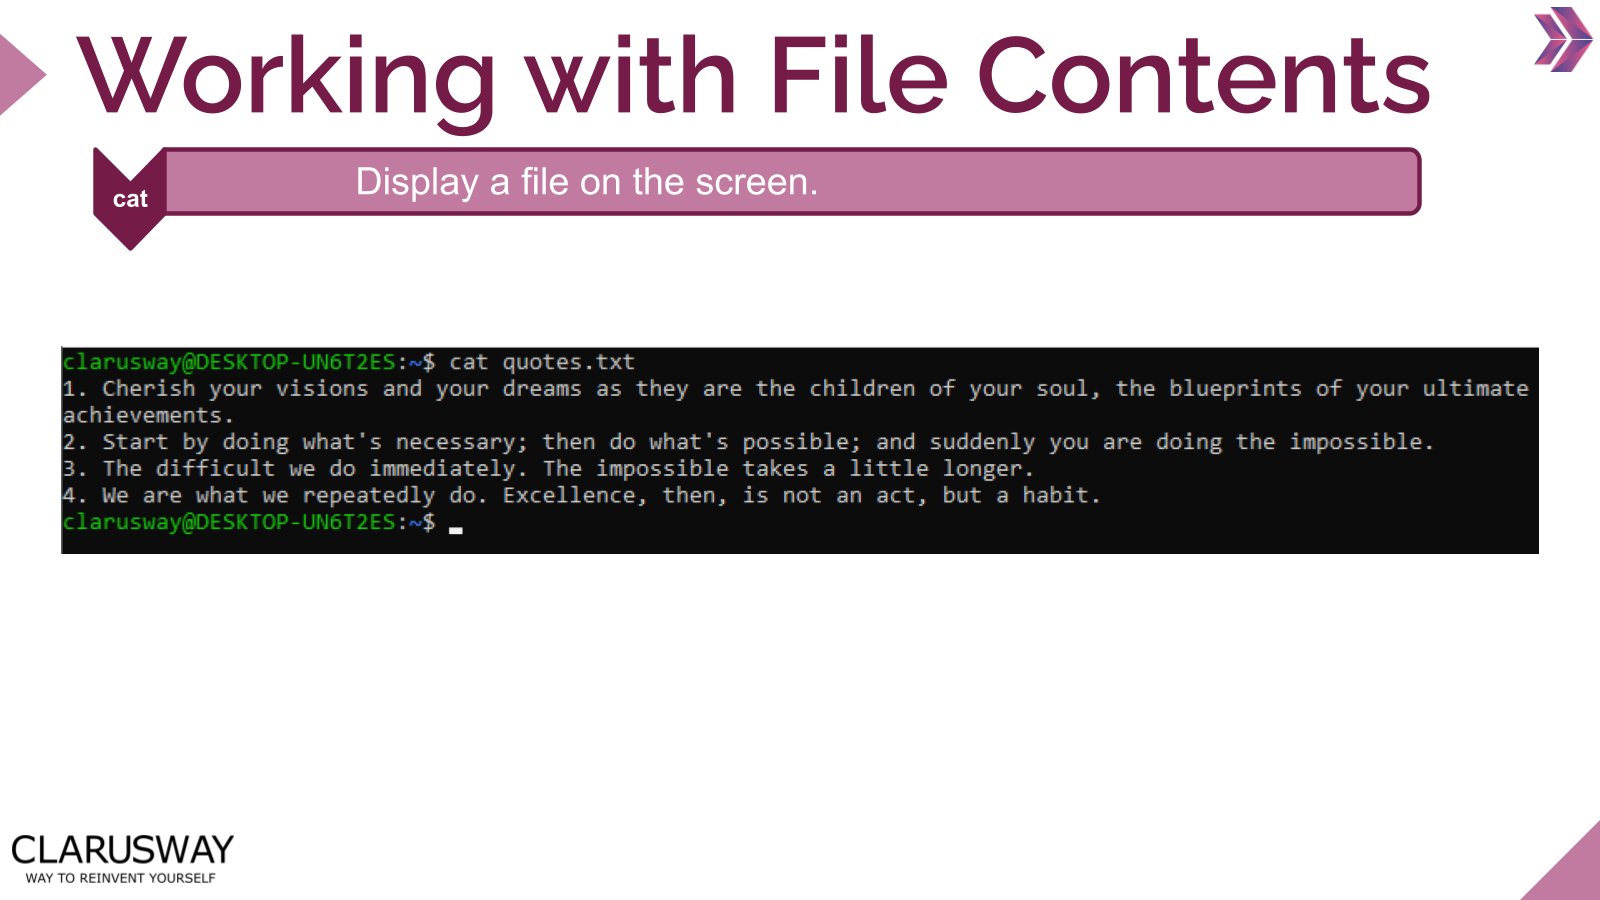 Working with File Contents
cat
Display a file on the screen.
clarusway@DESKTOP-UN6T2ES:~$ cat quotes.txt
1. Cherish your visions and your dreams as they are the children of your soul, the blueprints of your ultimate
achievements.
2. Start by doing what's necessary; then do what's possible; and suddenly you are doing the impossible.
3. The difficult we do immediately. The impossible takes a little longer.
4. We are what we repeatedly do. Excellence, then, is not an act, but a habit.
clarusway@DESKTOP-UN6T2ES:~$
CLARUSWAY
WAY TO REINVENT YOURSELF